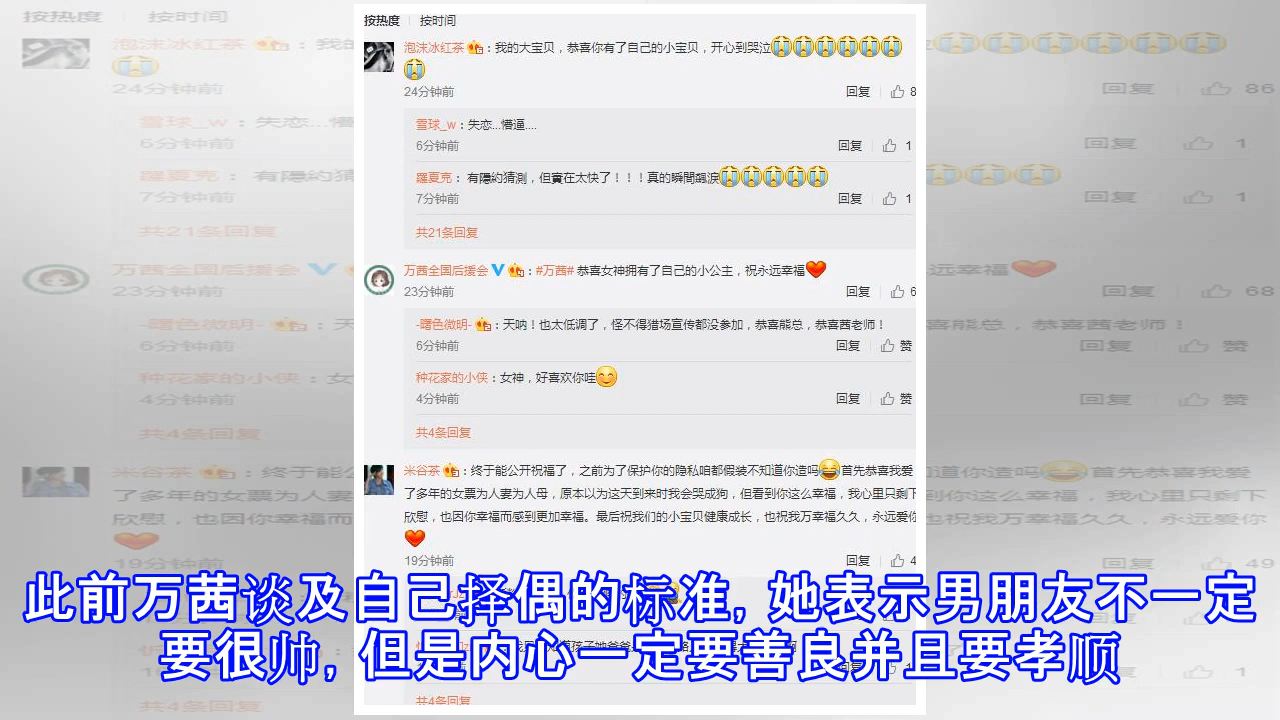 按热度 按时间
泡沫冰红茶：我的大宝贝，恭喜你有了自己的小宝贝，开心到哭泣
24分钟前 回复 8
雪球_w：失恋...懵逼....
6分钟前 回复 1
羅夏克：有隱約猜測，但實在太快了！！！真的瞬間飆淚
7分钟前 回复 1
共21条回复
万茜全国后援会：#万茜# 恭喜女神拥有了自己的小公主，祝永远幸福
23分钟前 回复 6
-曙色微明-：天呐！也太低调了，怪不得猎场宣传都没参加，恭喜能总，恭喜茜老师！
6分钟前 回复 赞
种花家的小侠：女神，好喜欢你哇
4分钟前 回复 赞
共4条回复
米谷茶：终于能公开祝福了，之前为了保护你的隐私咱都假装不知道你造吗首先恭喜我爱
了多年的女票为人妻为人母，原本以为这天到来时我会哭成狗，但看到你这么幸福，我心里只剩下
欣慰，也因你幸福而感到更加幸福。最后祝我们的小宝贝健康成长，也祝我万幸福久久，永远爱你
19分钟前 回复 4
此前万茜谈及自己择偶的标准, 她表示男朋友不一定
要很帅, 但是内心一定要善良并且要孝顺
共4条回复